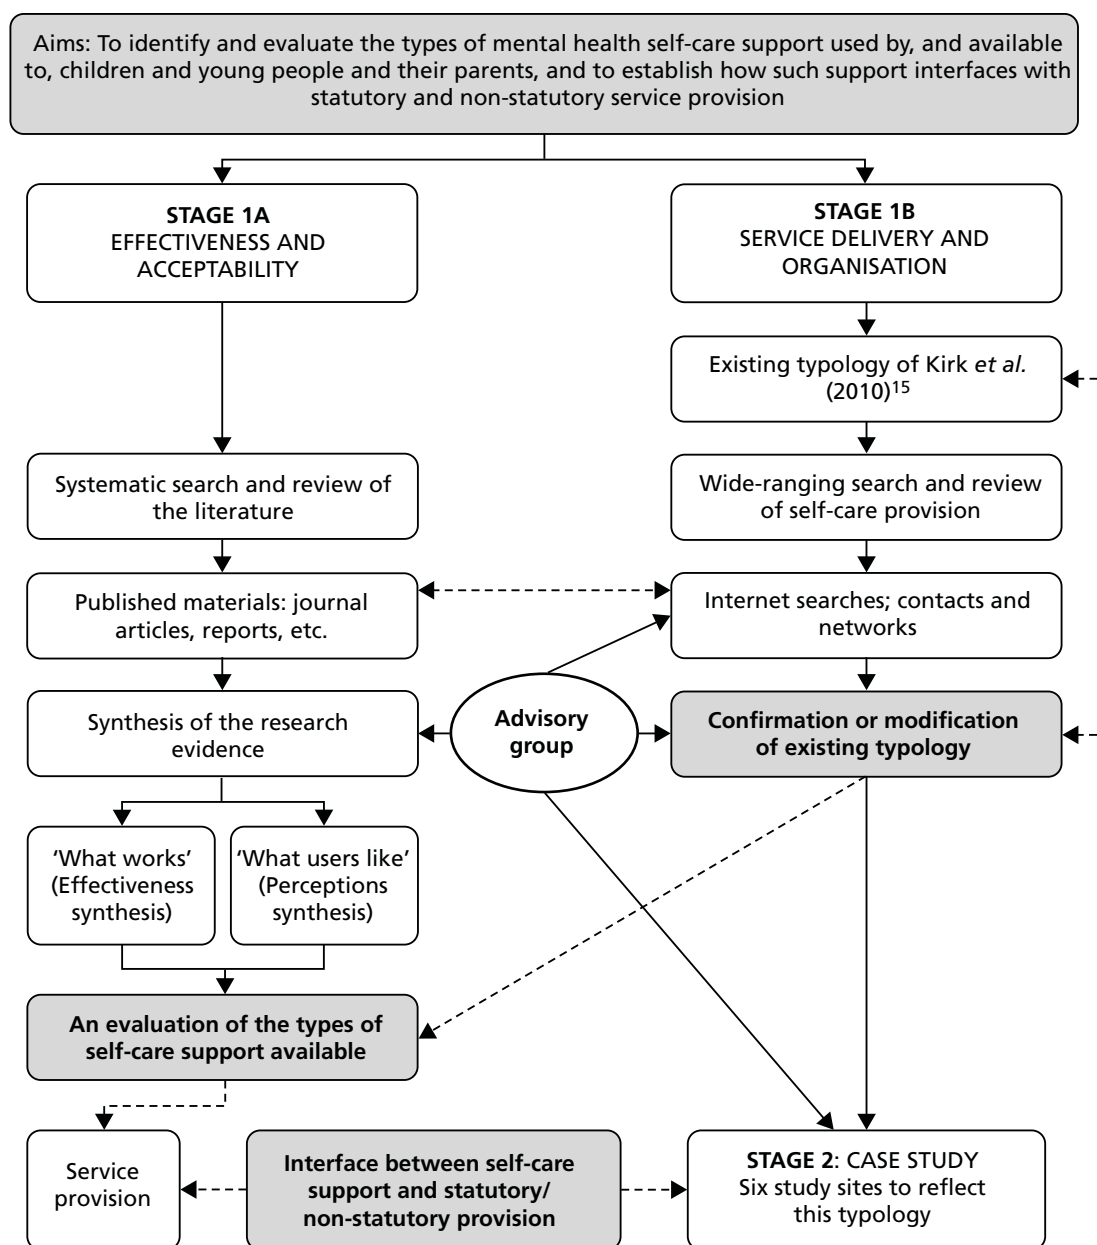 Aims: To identify and evaluate the types of mental health self-care support used by, and available
to, children and young people and their parents, and to establish how such support interfaces with
statutory and non-statutory service provision
STAGE 1A
EFFECTIVENESS AND
ACCEPTABILITY
STAGE 1B
SERVICE DELIVERY AND
ORGANISATION
Existing typology of Kirk et al.
(2010)15
Systematic search and review of
the literature
Wide-ranging search and review
of self-care provision
Published materials: journal
articles, reports, etc.
Internet searches; contacts and
networks
Synthesis of the research
evidence
Advisory
group
Confirmation or modification
of existing typology
'What works'
(Effectiveness
synthesis)
'What users like'
(Perceptions
synthesis)
An evaluation of the types of
self-care support available
Service
provision
Interface between self-care
support and statutory/
non-statutory provision
STAGE 2: CASE STUDY
Six study sites to reflect
this typology